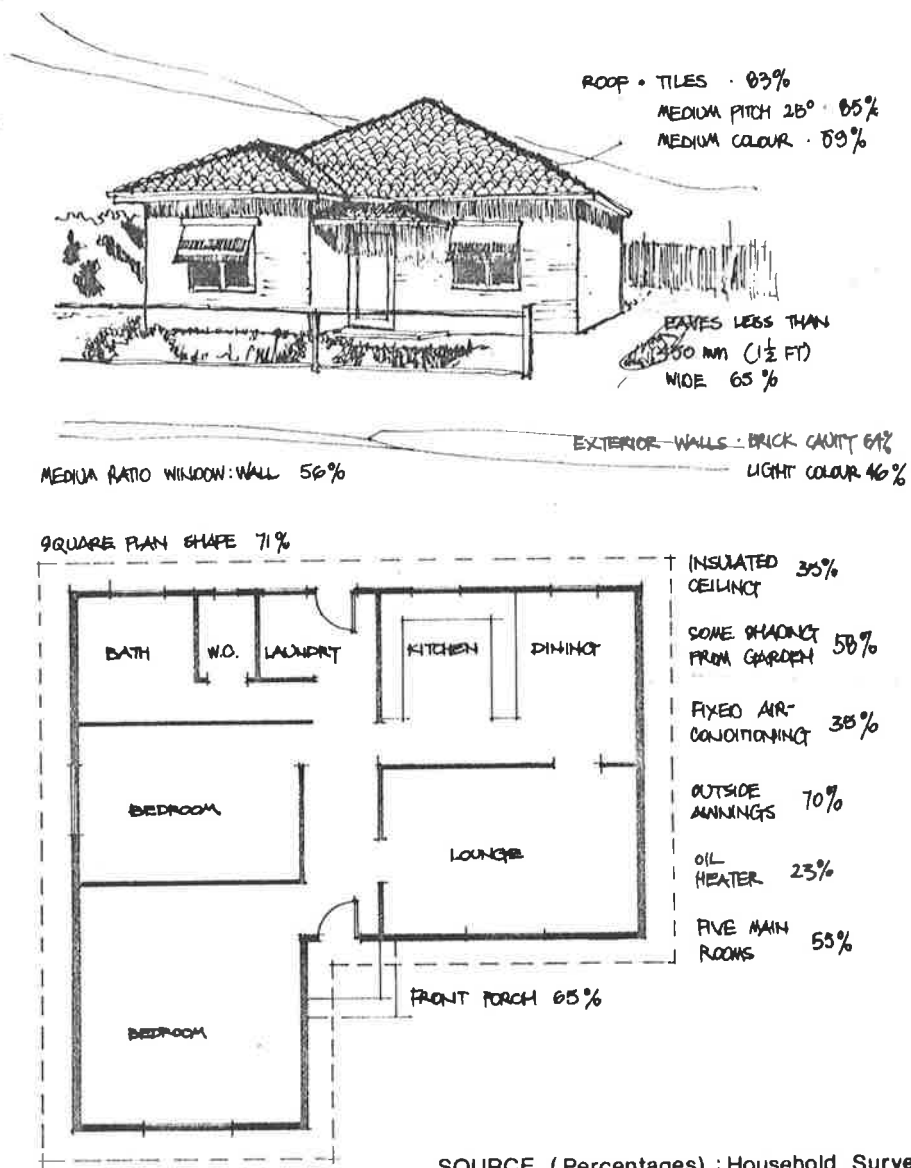 ROOF • TILES • 83%
MEDIUM PITCH 25° • 85%
MEDIUM COLOUR • 59%
EAVES LESS THAN
450 mm (1½ FT)
WIDE 65%
EXTERIOR WALLS • BRICK CAVITY 64%
LIGHT COLOUR 46%
MEDIUM RATIO WINDOW:WALL 56%
SQUARE PLAN SHAPE 71%
INSULATED 35%
CEILING
BATH
W.C.
LAUNDRY
KITCHEN
DINING
SOME SHADING
FROM GARDEN 58%
FIXED AIR-
CONDITIONING 38%
BEDROOM
OUTSIDE
AWNINGS 70%
LOUNGE
OIL
HEATER 23%
FIVE MAIN
ROOMS 55%
FRONT PORCH 65%
BEDROOM
SOURCE (Percentages) : Household Surve